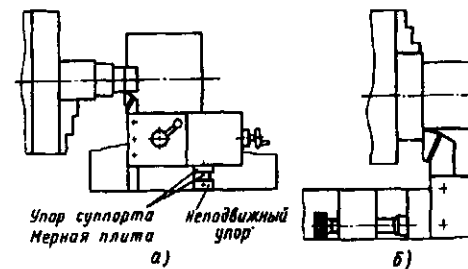 Упор суппорта
Мерная плита
Неподвижный
упор
а)
б)